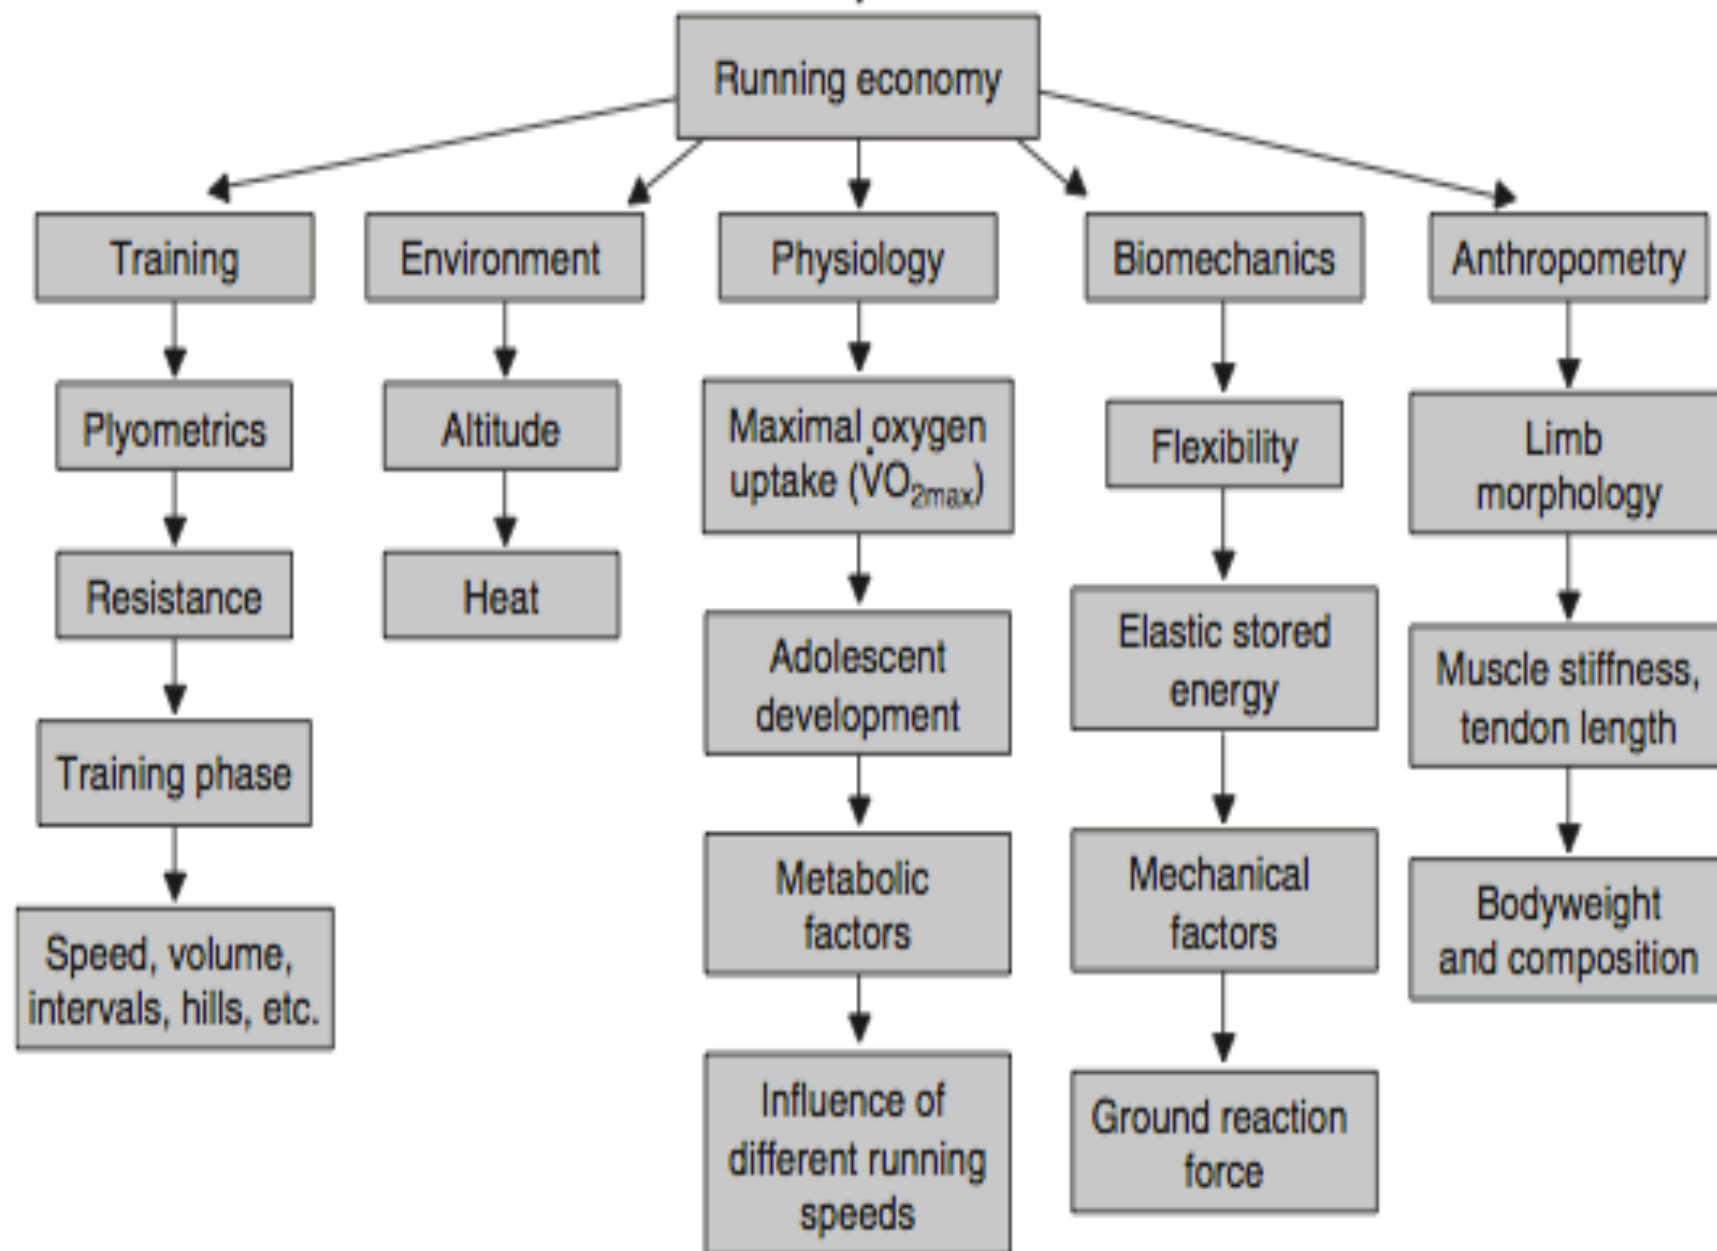 Running economy
Training
Environment
Physiology
Biomechanics
Anthropometry
Plyometrics
Resistance
Training phase
Speed, volume,
intervals, hills, etc.
Altitude
Heat
Maximal oxygen
uptake (V̇O₂max)
Adolescent
development
Metabolic
factors
Influence of
different running
speeds
Flexibility
Elastic stored
energy
Mechanical
factors
Ground reaction
force
Limb
morphology
Muscle stiffness,
tendon length
Bodyweight
and composition